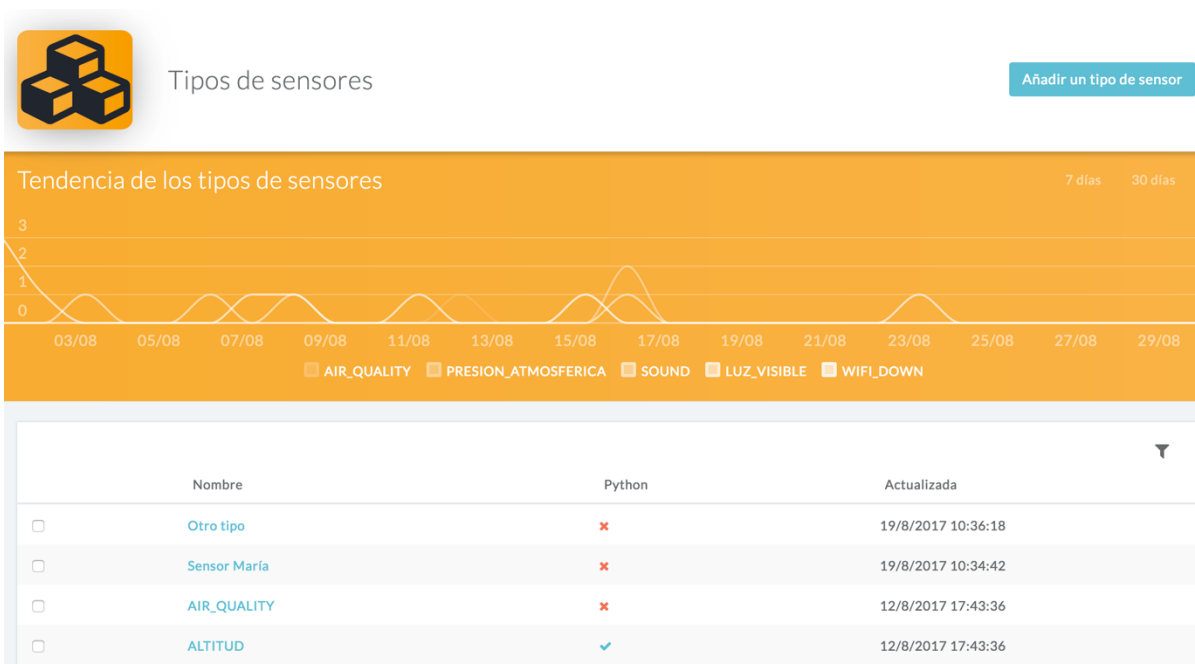 Tipos de sensores
Añadir un tipo de sensor
Tendencia de los tipos de sensores
7 días 30 días
3
2
1
0
03/08 05/08 07/08 09/08 11/08 13/08 15/08 17/08 19/08 21/08 23/08 25/08 27/08 29/08
AIR_QUALITY PRESION_ATMOSFERICA SOUND LUZ_VISIBLE WIFI_DOWN
Nombre Python Actualizada
Otro tipo 19/8/2017 10:36:18
Sensor María 19/8/2017 10:34:42
AIR_QUALITY 12/8/2017 17:43:36
ALTITUD 12/8/2017 17:43:36